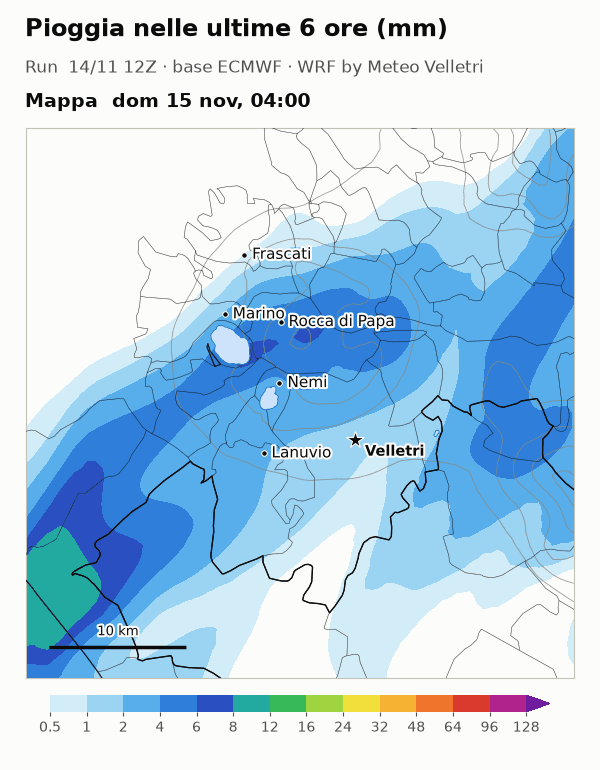 Pioggia nelle ultime 6 ore (mm)
Run  14/11 12Z · base ECMWF · WRF by Meteo Velletri
Mappa  dom 15 nov, 04:00
Frascati
Marino
Rocca di Papa
Nemi
Velletri
Lanuvio
10 km
0.5 1 2 4 6 8 12 16 24 32 48 64 96 128